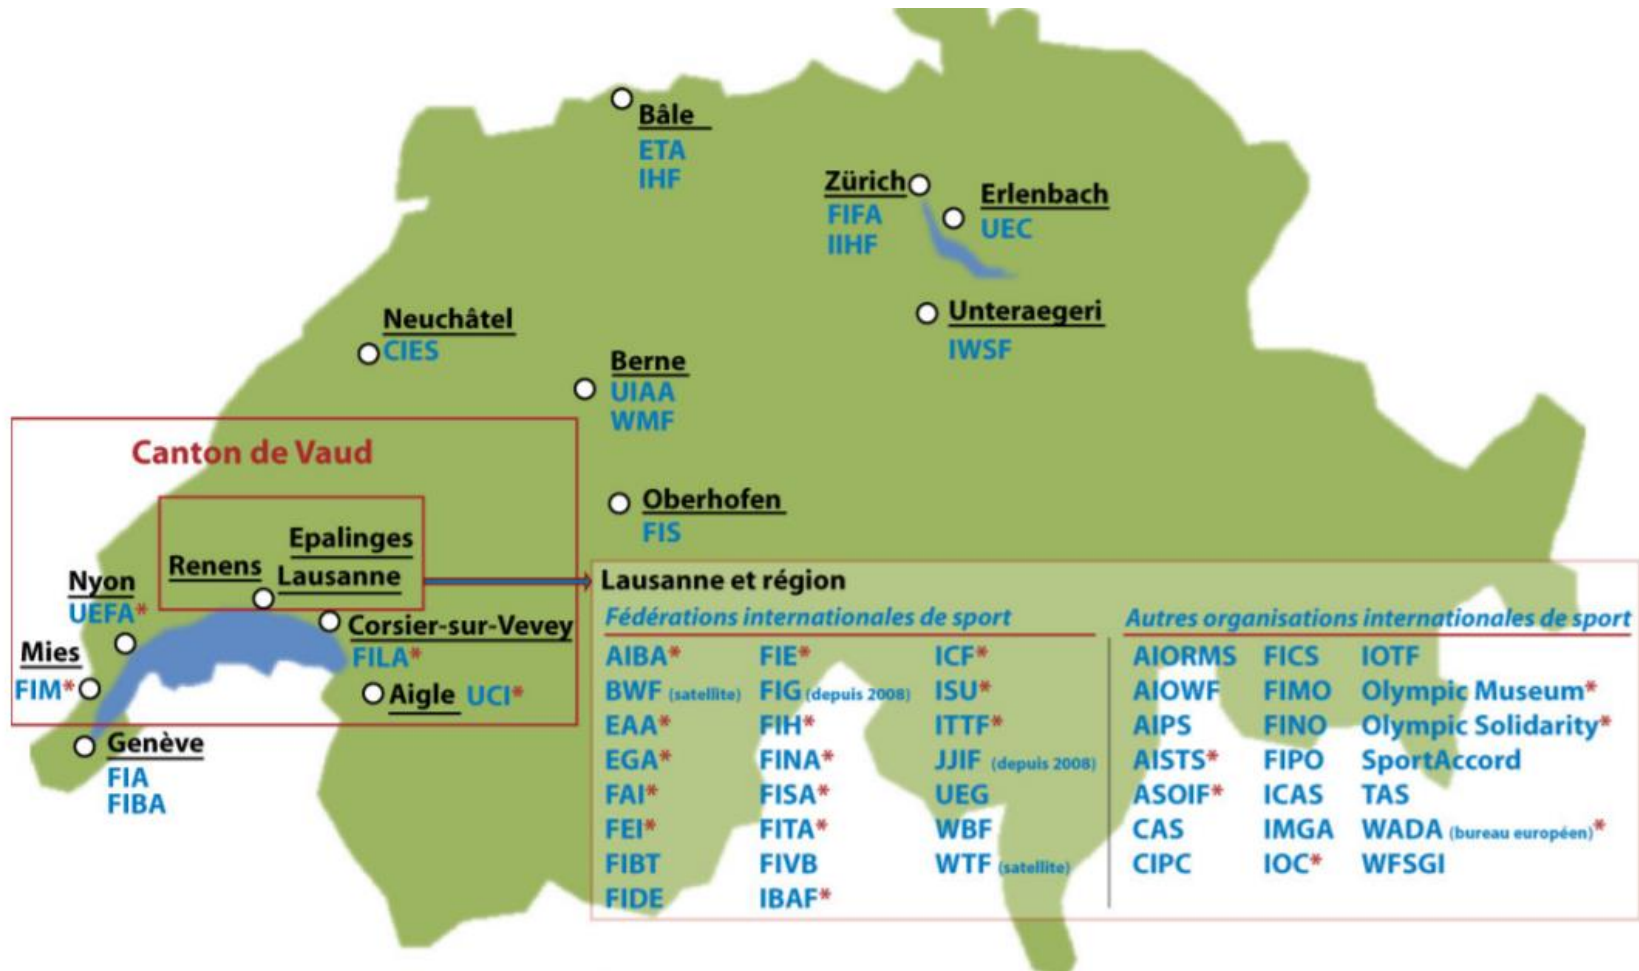 Bâle
ETA
IHF
Zürich
FIFA
IIHF
Erlenbach
UEC
Neuchâtel
CIES
Unteraegeri
IWSF
Berne
UIAA
WMF
Canton de Vaud
Oberhofen
FIS
Epalinges
Renens
Lausanne
Nyon
UEFA*
Corsier-sur-Vevey
FILA*
Mies
FIM*
Aigle UCI*
Genève
FIA
FIBA
Lausanne et région
Fédérations internationales de sport
AIBA* FIE* ICF*
BWF (satellite) FIG (depuis 2008) ISU*
EAA* FIH* ITTF*
EGA* FINA* JJIF (depuis 2008)
FAI* FISA* UEG
FEI* FITA* WBF
FIBT FIVB WTF (satellite)
FIDE IBAF*
Autres organisations internationales de sport
AIORMS FICS IOTF
AIOWF FIMO Olympic Museum*
AIPS FINO Olympic Solidarity*
AISTS* FIPO SportAccord
ASOIF* ICAS TAS
CAS IMGA WADA (bureau européen)*
CIPC IOC* WFSGI